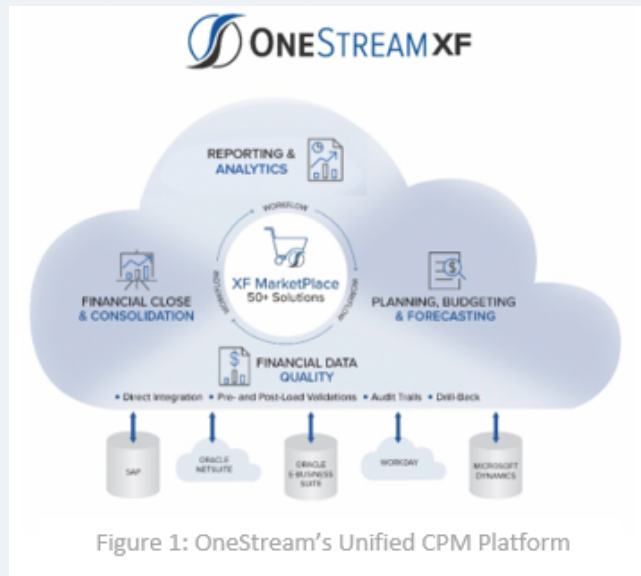 ONESTREAM XF
REPORTING &
ANALYTICS
WORKFLOW
WORKFLOW
WORKFLOW
XF MarketPlace
50+ Solutions
FINANCIAL CLOSE
& CONSOLIDATION
PLANNING, BUDGETING
& FORECASTING
FINANCIAL DATA
QUALITY
• Direct Integration • Pre- and Post-Load Validations • Audit Trails • Drill-Back
SAP
ORACLE
NETSUITE
ORACLE
E-BUSINESS
SUITE
WORKDAY
MICROSOFT
DYNAMICS
Figure 1: OneStream's Unified CPM Platform